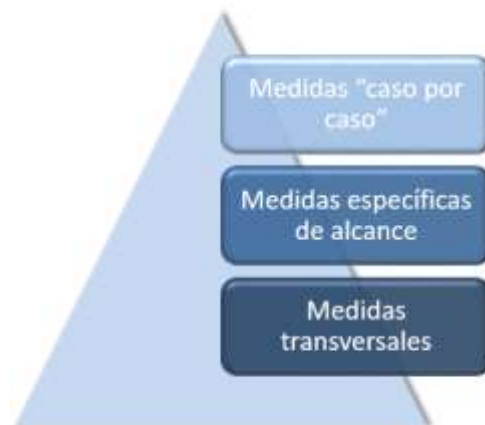 Medidas "caso por
caso"
Medidas específicas
de alcance
Medidas
transversales